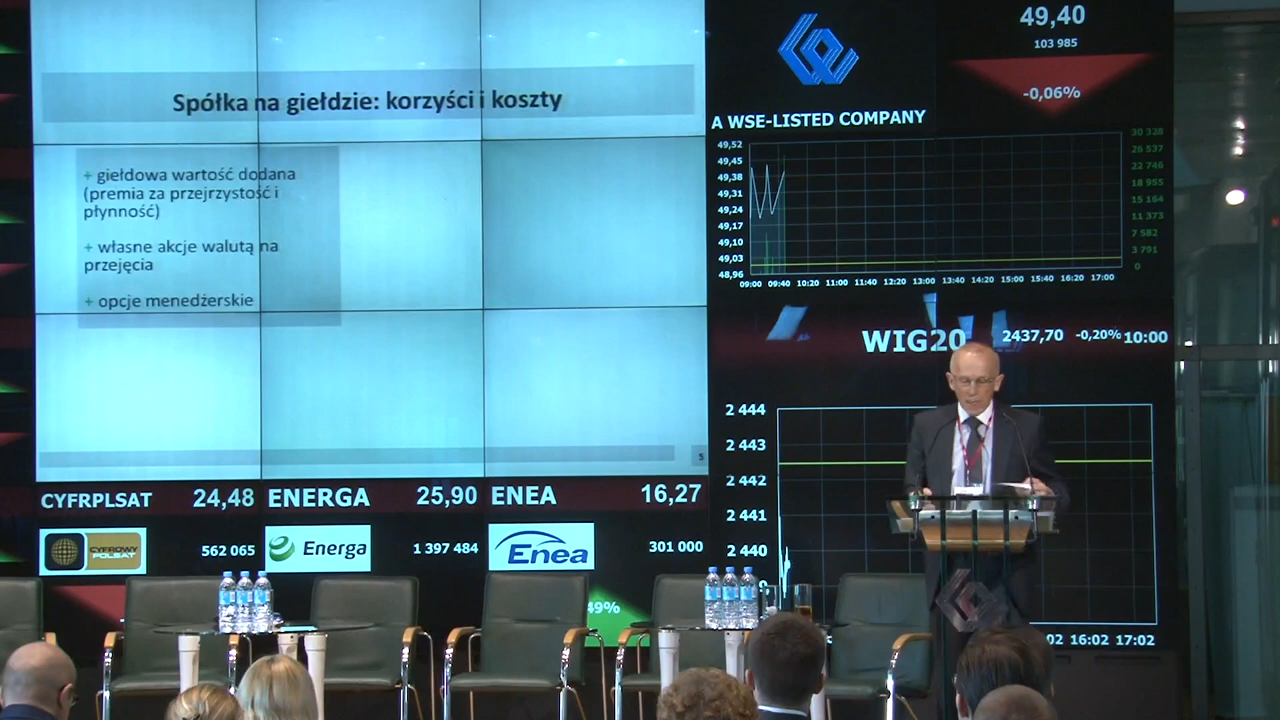 Spółka na giełdzie: korzyści i koszty
+ giełdowa wartość dodana
(premia za przejrzystość i
płynność)
+ własne akcje walutą na
przejęcia
+ opcje menedżerskie
5
CYFRPLSAT 24,48
ENERGA 25,90
ENEA 16,27
CYFROWY
POLSAT
562 065
Energa
1 397 484
Enea
301 000
49%
49,40
103 985
-0,06%
A WSE-LISTED COMPANY
49,52
49,45
49,38
49,31
49,24
49,17
49,10
49,03
48,96
30 328
26 537
22 746
18 955
15 164
11 373
7 582
3 791
0
09:00 09:40 10:20 11:00 11:40 12:20 13:00 13:40 14:20 15:00 15:40 16:20 17:00
WIG20 2437,70 -0,20% 10:00
2 444
2 443
2 442
2 441
2 440
02 16:02 17:02